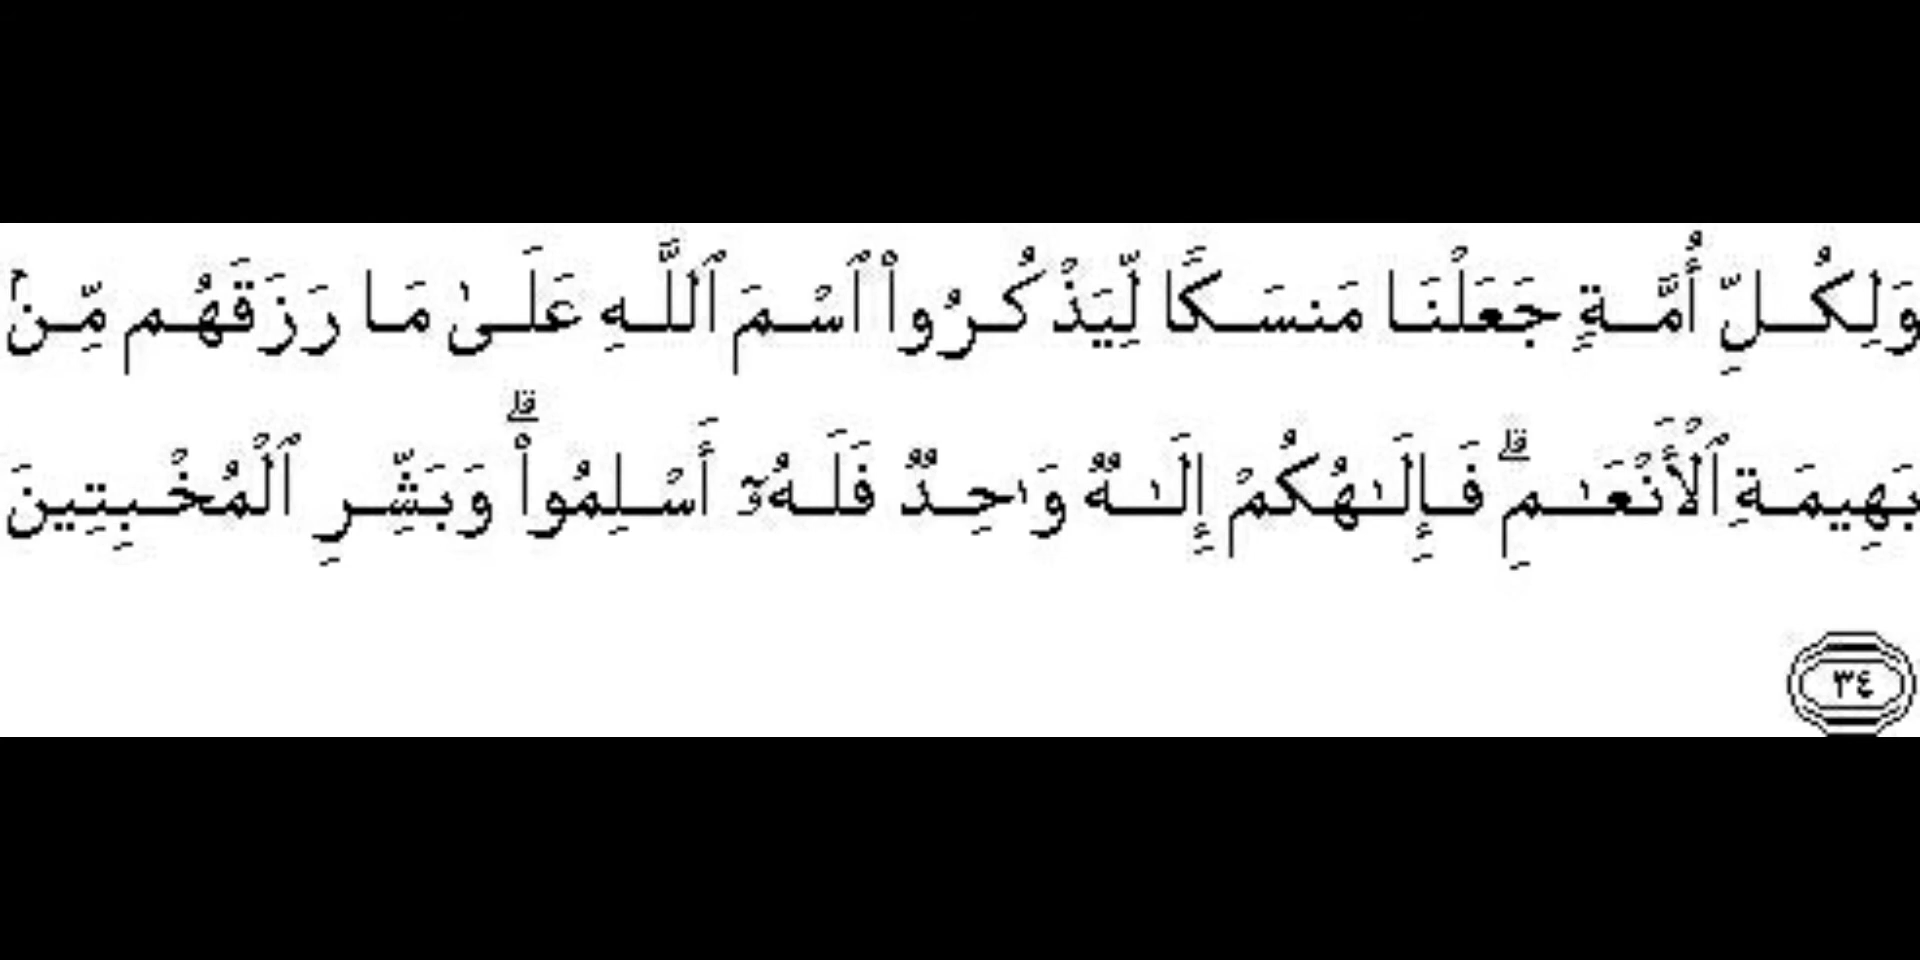 وَلِكُلِّ أُمَّةٍ جَعَلْنَا مَنسَكًا لِّيَذْكُرُوا۟ ٱسْمَ ٱللَّهِ عَلَىٰ مَا رَزَقَهُم مِّنۢ
بَهِيمَةِ ٱلْأَنْعَـٰمِ ۗ فَإِلَـٰهُكُمْ إِلَـٰهٌ وَٰحِدٌ فَلَهُۥٓ أَسْلِمُوا۟ ۗ وَبَشِّرِ ٱلْمُخْبِتِينَ
٣٤